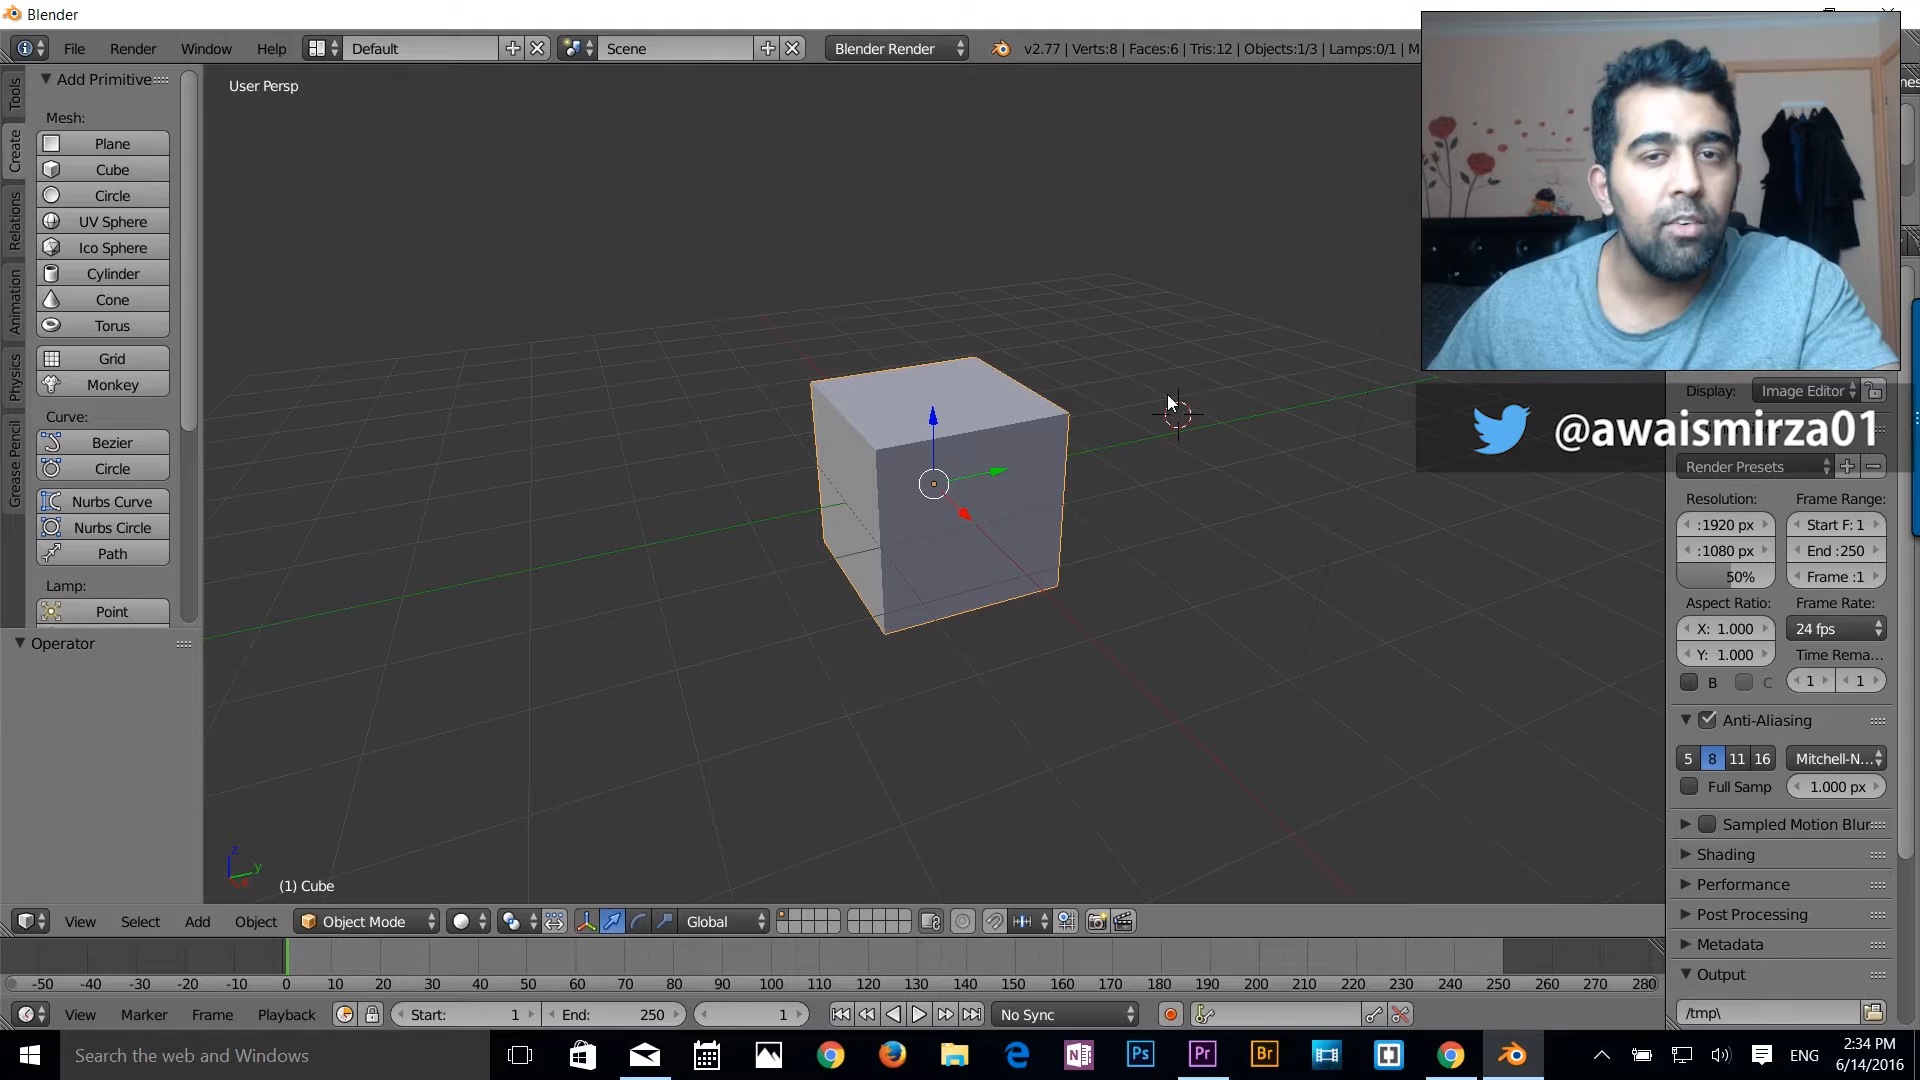 Blender
File Render Window Help Default Scene Blender Render v2.77 | Verts:8 | Faces:6 | Tris:12 | Objects:1/3 | Lamps:0/1 | M
Tools
Create
Relations
Animation
Physics
Grease Pencil
Add Primitive
Mesh:
Plane
Cube
Circle
UV Sphere
Ico Sphere
Cylinder
Cone
Torus
Grid
Monkey
Curve:
Bezier
Circle
Nurbs Curve
Nurbs Circle
Path
Lamp:
Point
Operator
User Persp
z
y
(1) Cube
nes
Display: Image Editor
@awaismirza01
Render Presets
Resolution: Frame Range:
:1920 px Start F: 1
:1080 px End :250
50% Frame :1
Aspect Ratio: Frame Rate:
X: 1.000 24 fps
Y: 1.000 Time Rema...
B C 1 1
Anti-Aliasing
5 8 11 16 Mitchell-N...
Full Samp 1.000 px
Sampled Motion Blur
Shading
Performance
Post Processing
Metadata
Output
/tmp\
View Select Add Object Object Mode Global
-50 -40 -30 -20 -10 0 10 20 30 40 50 60 70 80 90 100 110 120 130 140 150 160 170 180 190 200 210 220 230 240 250 260 270 280
View Marker Frame Playback Start: 1 End: 250 1 No Sync
Search the web and Windows
N
Ps
Pr
Br
ENG
2:34 PM
6/14/2016